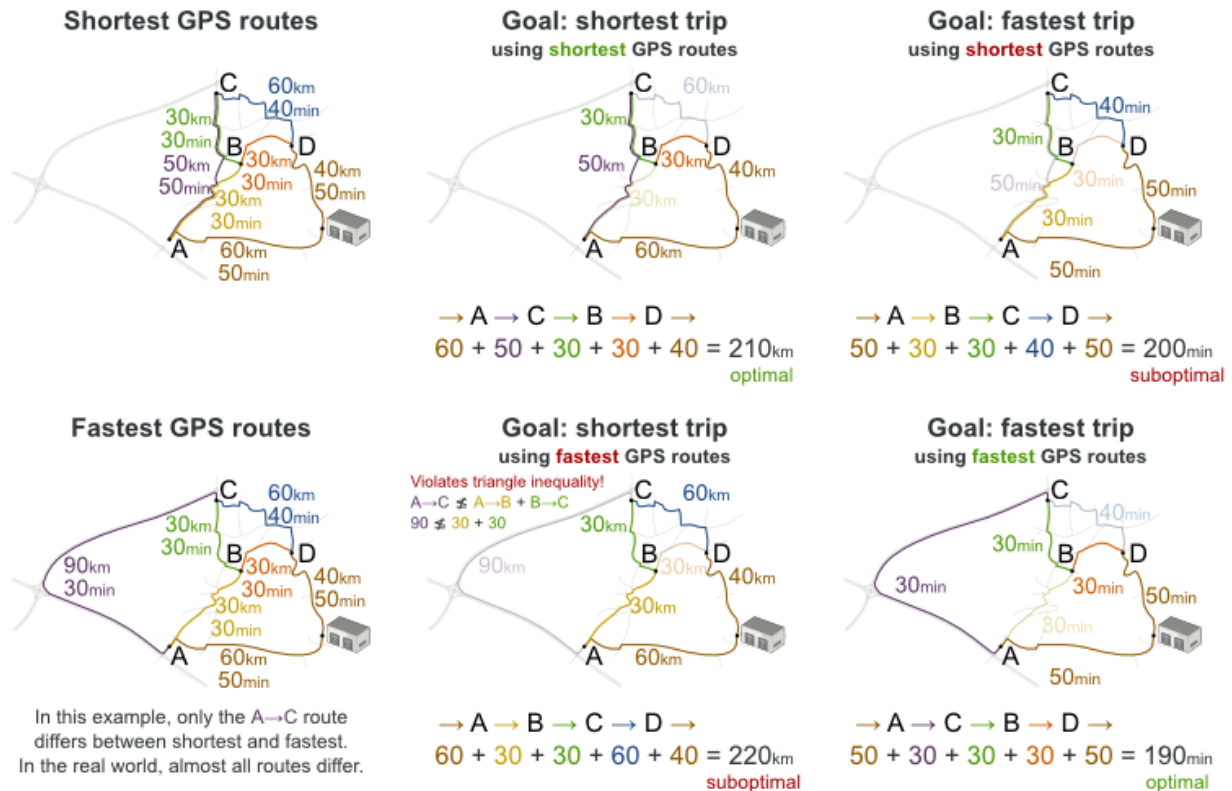 Shortest GPS routes
C
60km
40min
30km
30min
B
D
50km
50min
30km
30min
40km
50min
30km
30min
A
60km
50min
Goal: shortest trip
using shortest GPS routes
C
60km
30km
B
D
50km
30km
40km
30km
A
60km
→ A → C → B → D →
60 + 50 + 30 + 30 + 40 = 210km
optimal
Goal: fastest trip
using shortest GPS routes
C
40min
30min
B
D
50min
30min
50min
30min
A
50min
→ A → B → C → D →
50 + 30 + 30 + 40 + 50 = 200min
suboptimal
Fastest GPS routes
C
60km
40min
30km
30min
B
D
90km
30min
30km
30min
40km
50min
30km
30min
A
60km
50min
In this example, only the A→C route
differs between shortest and fastest.
In the real world, almost all routes differ.
Goal: shortest trip
using fastest GPS routes
Violates triangle inequality!
A→C ≰ A→B + B→C
90 ≰ 30 + 30
C
60km
30km
B
D
90km
30km
40km
30km
A
60km
→ A → B → C → D →
60 + 30 + 30 + 60 + 40 = 220km
suboptimal
Goal: fastest trip
using fastest GPS routes
C
40min
30min
B
D
30min
30min
50min
30min
A
50min
→ A → C → B → D →
50 + 30 + 30 + 30 + 50 = 190min
optimal